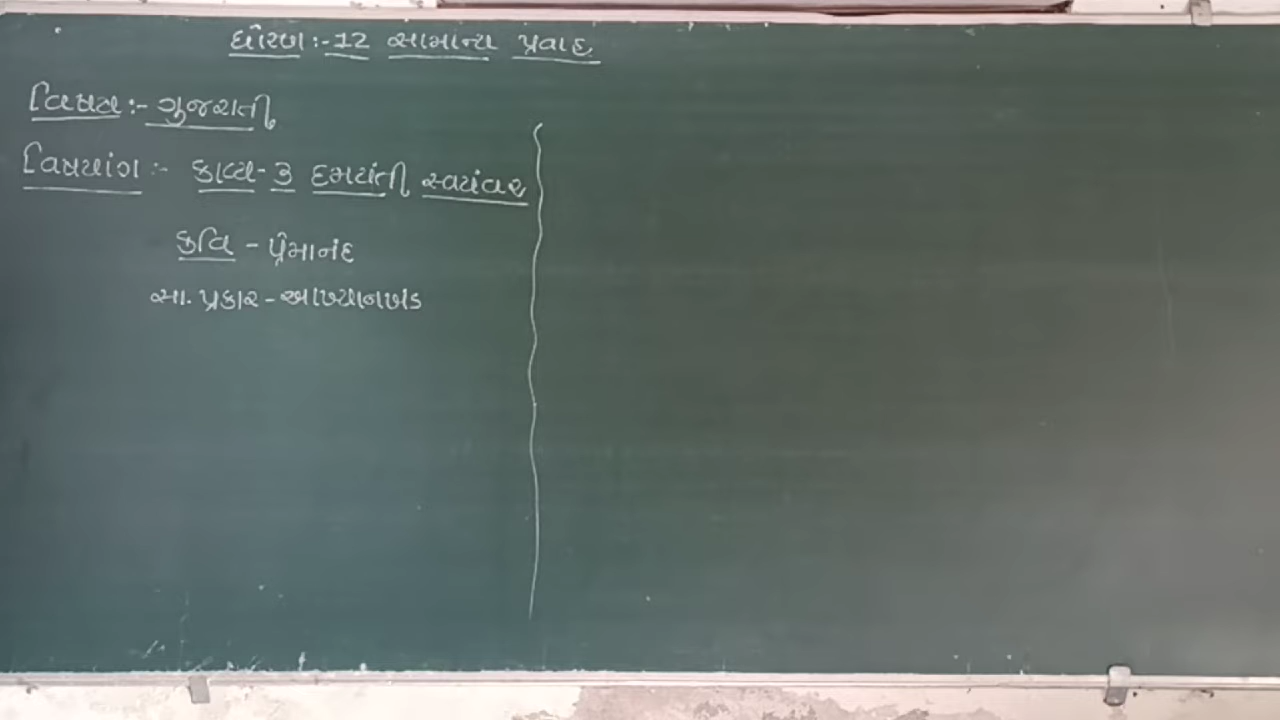 ધોરણ :- 12 સામાન્ય પ્રવાહ
વિષય :- ગુજરાતી
વિષયાંગ :- કાવ્ય - 3 દમયંતી સ્વયંવર
કવિ - પ્રેમાનંદ
સા. પ્રકાર - આખ્યાનખંડ